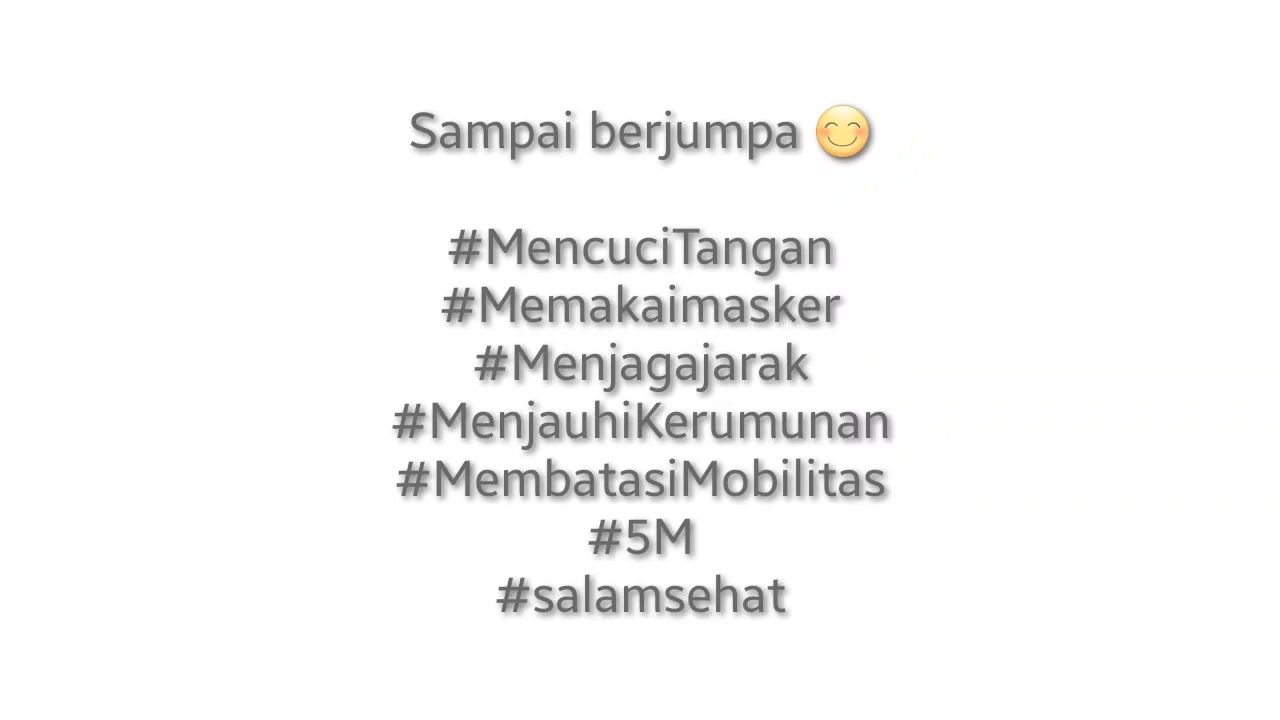 Sampai berjumpa 😊
#MencuciTangan
#Memakaimasker
#Menjagajarak
#MenjauhiKerumunan
#MembatasiMobilitas
#5M
#salamsehat